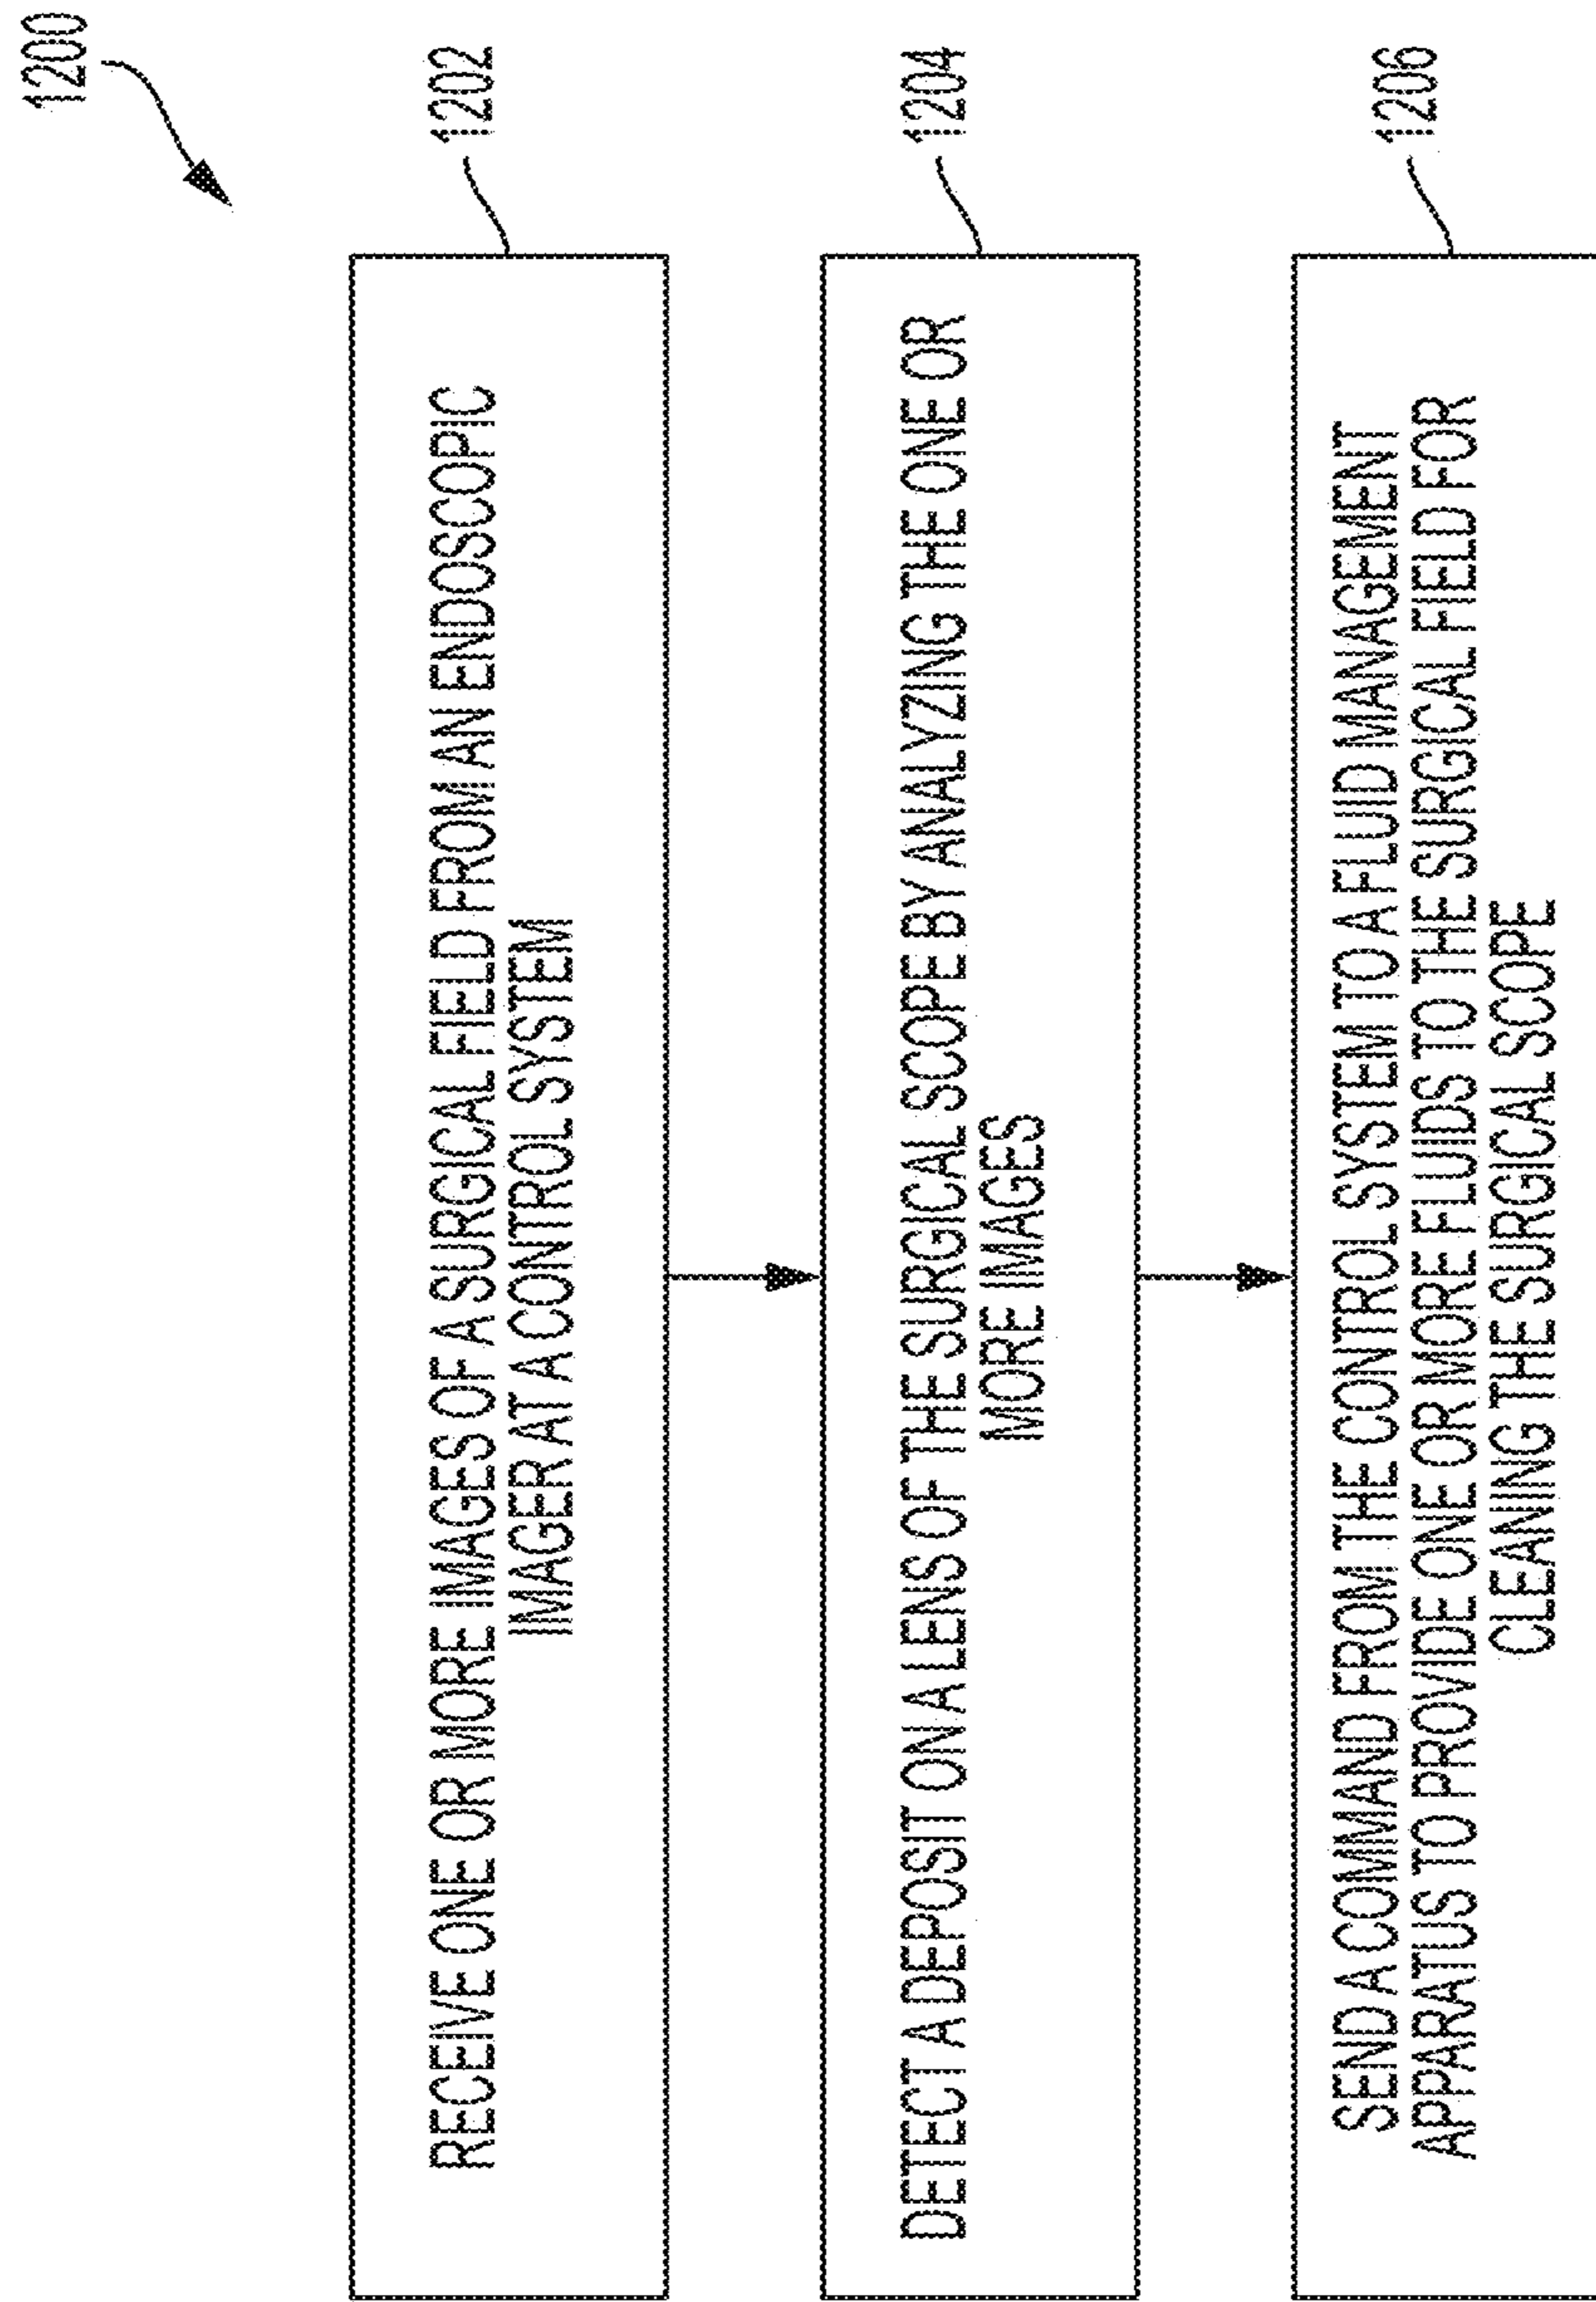 1200
RECEIVE ONE OR MORE IMAGES OF A SURGICAL FIELD FROM AN ENDOSCOPIC
IMAGER AT A CONTROL SYSTEM
1202
DETECT A DEPOSIT ON A LENS OF THE SURGICAL SCOPE BY ANALYZING THE ONE OR
MORE IMAGES
1204
SEND A COMMAND FROM THE CONTROL SYSTEM TO A FLUID MANAGEMENT
APPARATUS TO PROVIDE ONE OR MORE FLUIDS TO THE SURGICAL FIELD FOR
CLEANING THE SURGICAL SCOPE
1206